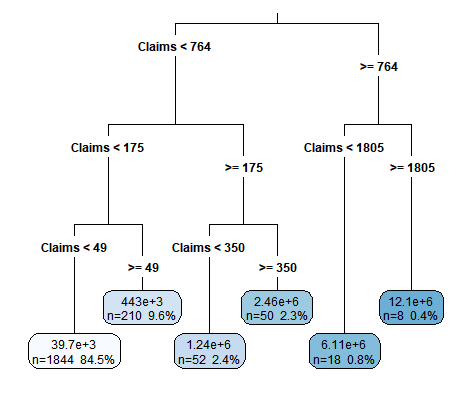 Claims < 764
>= 764
Claims < 175
>= 175
Claims < 1805
>= 1805
Claims < 49
>= 49
Claims < 350
>= 350
443e+3
n=210 9.6%
2.46e+6
n=50 2.3%
12.1e+6
n=8 0.4%
39.7e+3
n=1844 84.5%
1.24e+6
n=52 2.4%
6.11e+6
n=18 0.8%